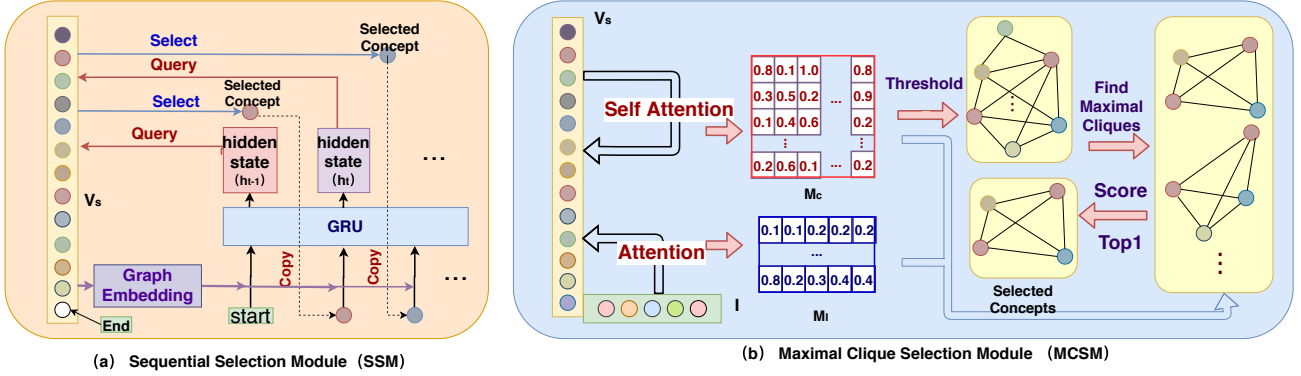 Select
Selected
Concept
Query
Selected
Concept
Select
Query
hidden
state
(ht-1)
hidden
state
(ht)
...
Vs
GRU
Copy
Copy
...
Graph
Embedding
start
End
(a) Sequential Selection Module (SSM)
Vs
Self Attention
0.8 0.1 1.0 0.8
0.3 0.5 0.2 ... 0.9
0.1 0.4 0.6 0.2
0.2 0.6 0.1 ... 0.2
Mc
Threshold
Find
Maximal
Cliques
Score
Top1
Selected
Concepts
Attention
0.1 0.1 0.2 0.2 0.2
...
0.8 0.2 0.3 0.4 0.4
MI
I
(b) Maximal Clique Selection Module (MCSM)